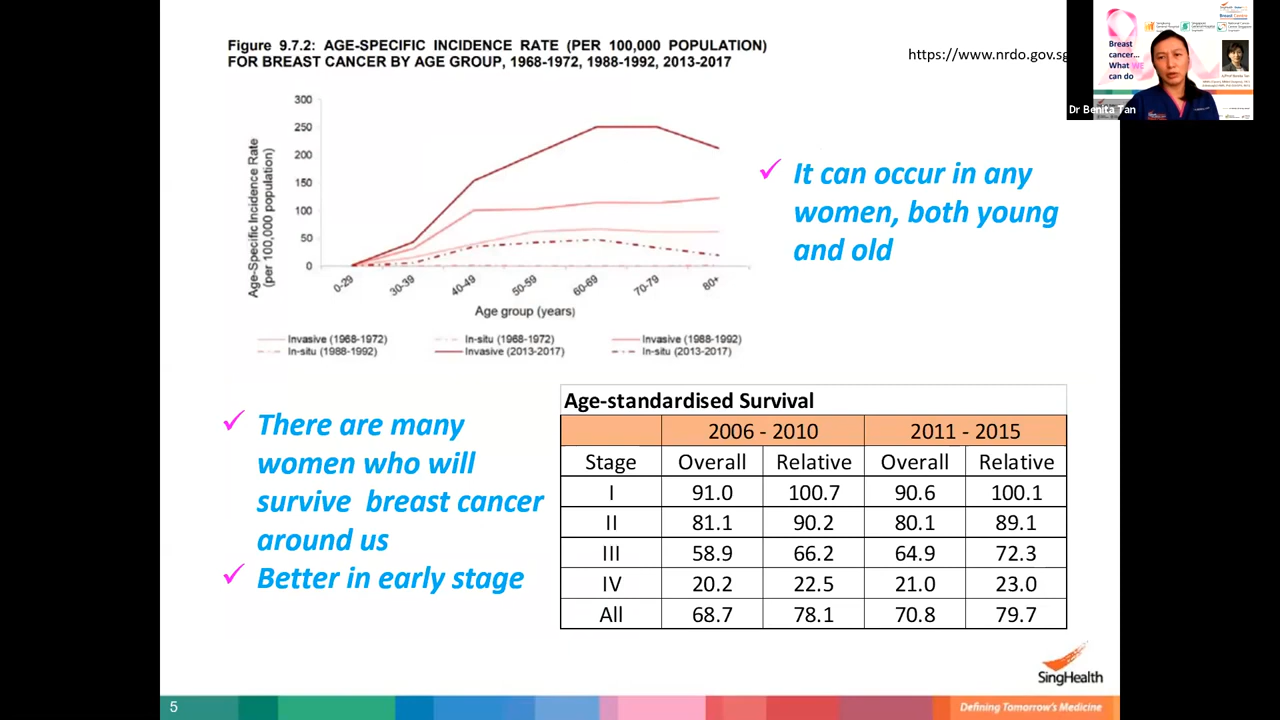 Figure 9.7.2: AGE-SPECIFIC INCIDENCE RATE (PER 100,000 POPULATION)
FOR BREAST CANCER BY AGE GROUP, 1968-1972, 1988-1992, 2013-2017
https://www.nrdo.gov.sg
Breast
cancer...
What WE
can do
Dr Benita Tan
Age-Specific Incidence Rate
(per 100,000 population)
300
250
200
150
100
50
0
0-29
30-39
40-49
50-59
60-69
70-79
80+
Age group (years)
Invasive (1968-1972)
In-situ (1968-1972)
Invasive (1988-1992)
In-situ (1988-1992)
Invasive (2013-2017)
In-situ (2013-2017)
It can occur in any
women, both young
and old
There are many
women who will
survive breast cancer
around us
Better in early stage
Age-standardised Survival
2006 - 2010 2011 - 2015
Stage Overall Relative Overall Relative
I 91.0 100.7 90.6 100.1
II 81.1 90.2 80.1 89.1
III 58.9 66.2 64.9 72.3
IV 20.2 22.5 21.0 23.0
All 68.7 78.1 70.8 79.7
SingHealth
5
Defining Tomorrow's Medicine